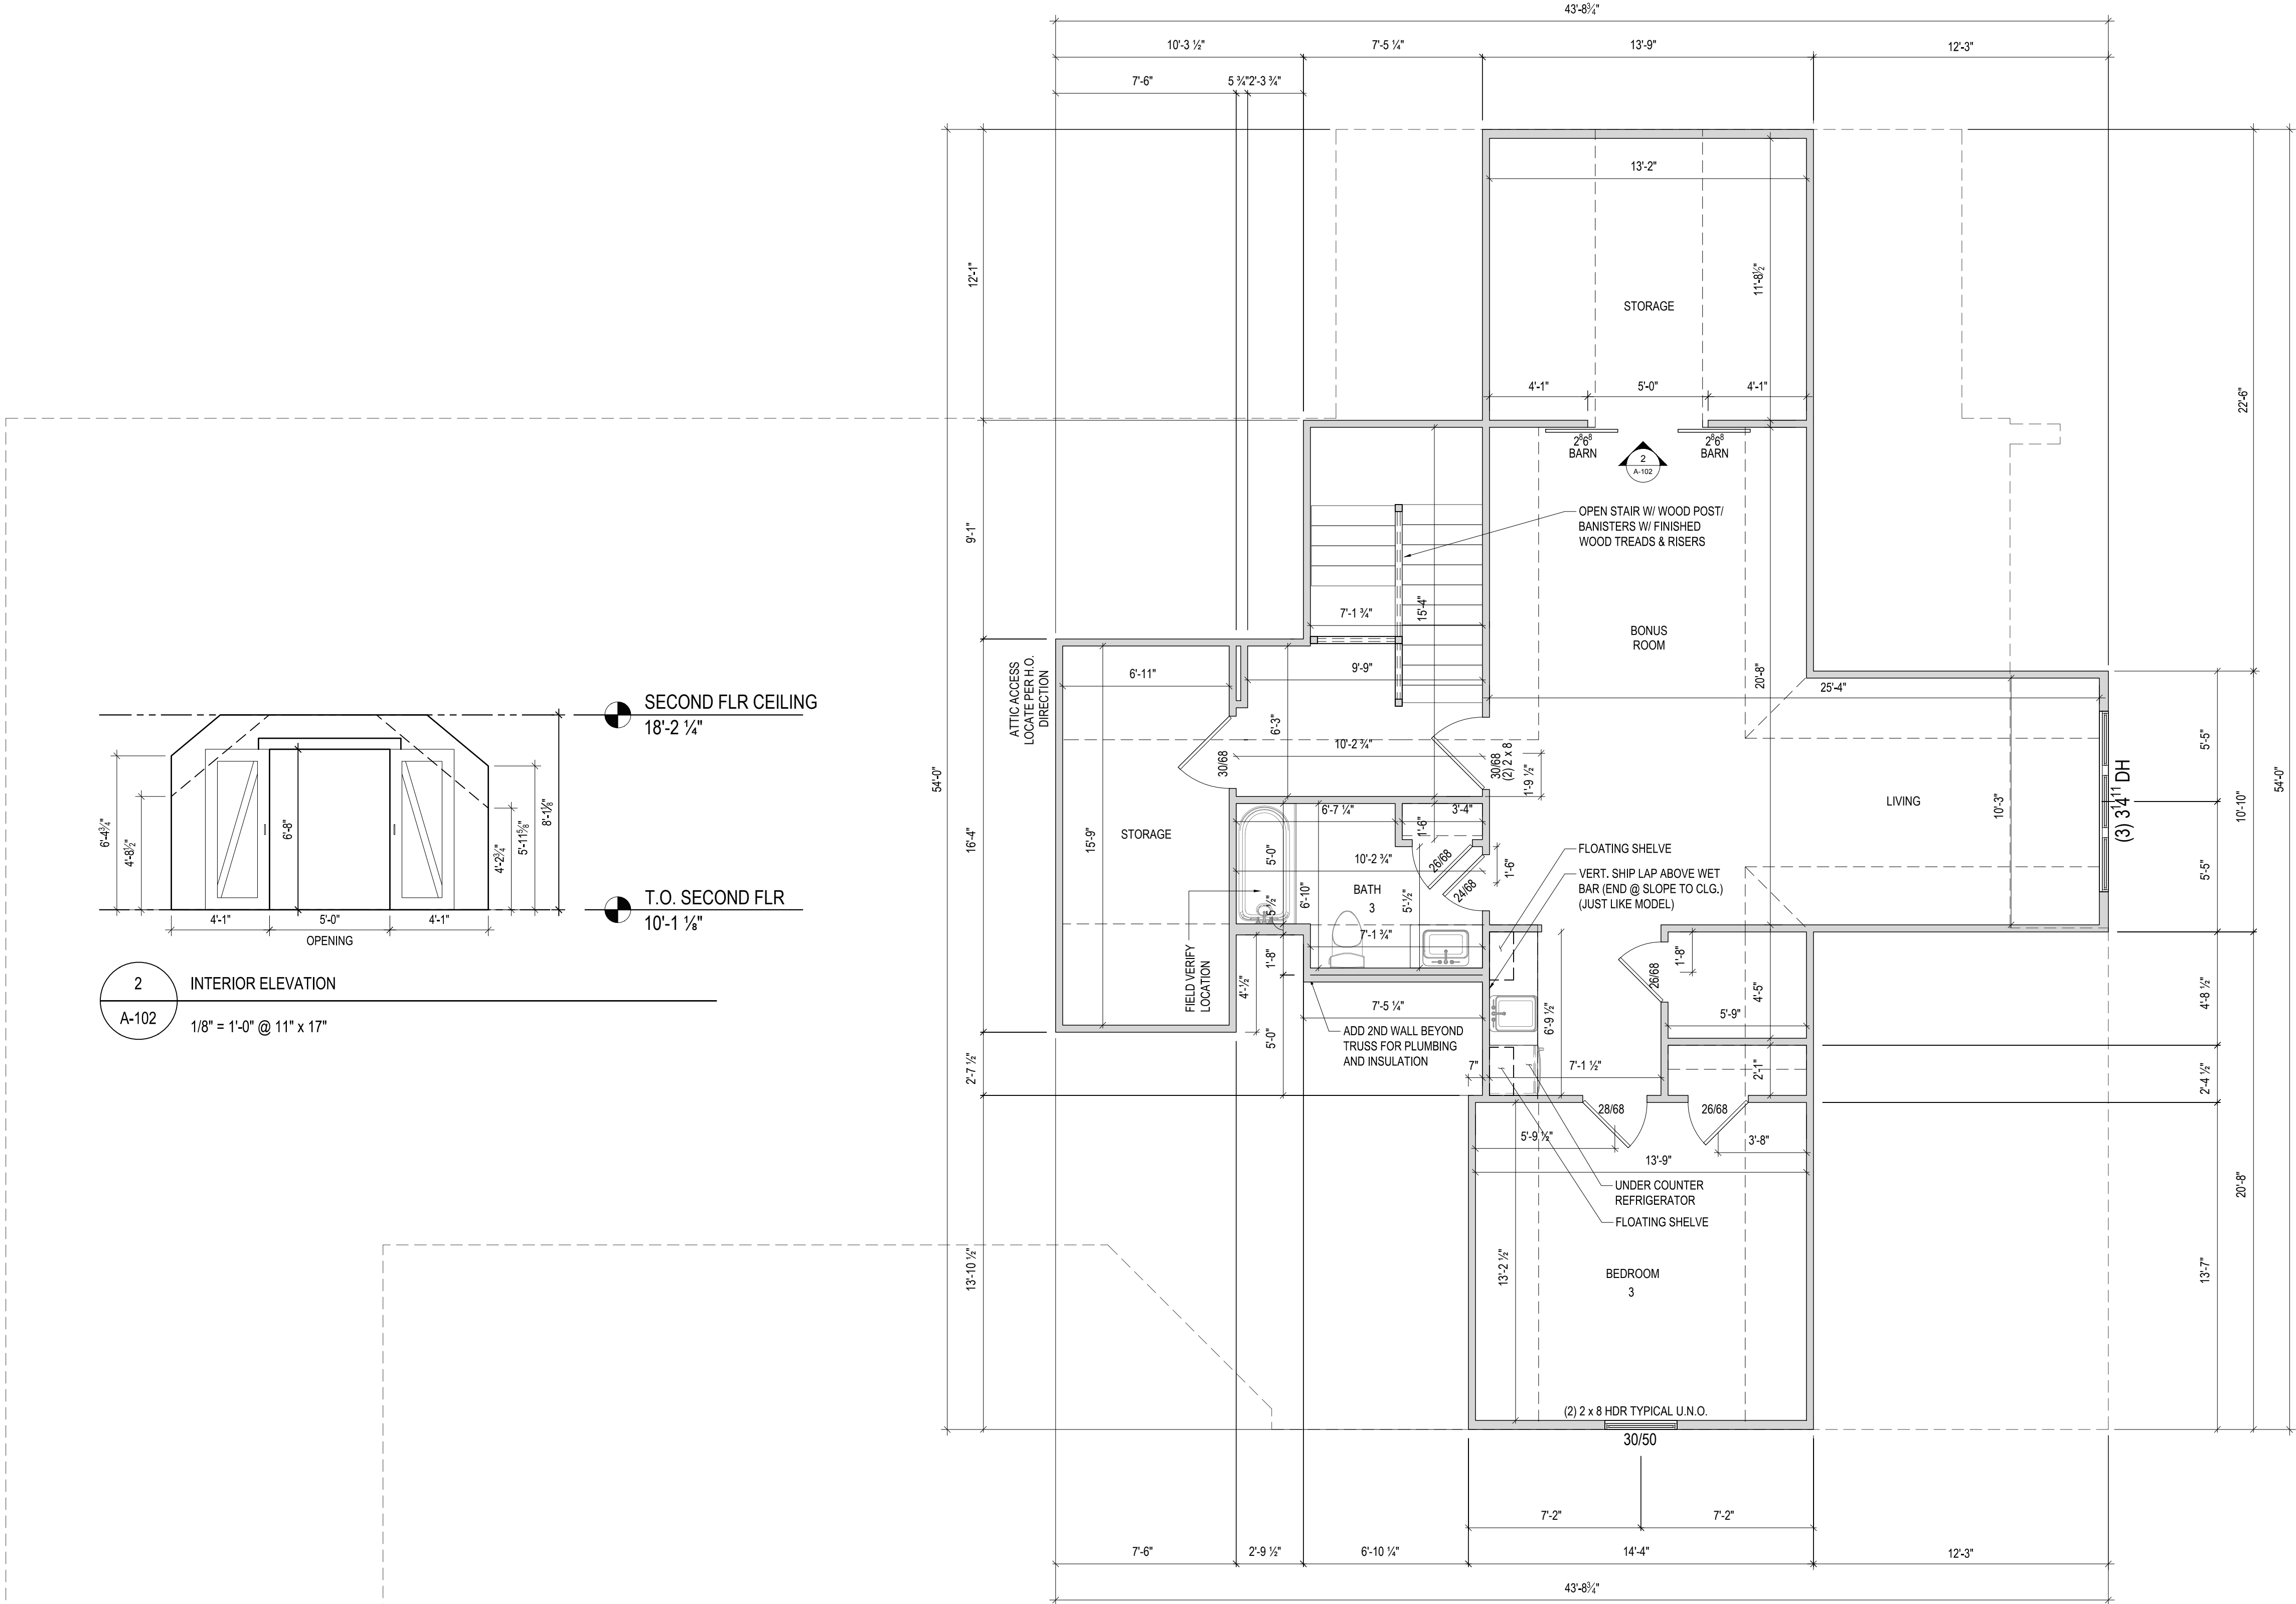 43'-8¾"
10'-3 ½"
7'-5 ¼"
13'-9"
12'-3"
7'-6"
5 ¾"
2'-3 ¾"
13'-2"
12'-1"
11'-8½"
STORAGE
4'-1"
5'-0"
4'-1"
22'-6"
2⁸6⁸
BARN
2⁸6⁸
BARN
2
A-102
OPEN STAIR W/ WOOD POST/
BANISTERS W/ FINISHED
WOOD TREADS & RISERS
9'-1"
7'-1 ¾"
15'-4"
BONUS
ROOM
ATTIC ACCESS
LOCATE PER H.O.
DIRECTION
6'-11"
9'-9"
20'-8"
25'-4"
6'-3"
10'-2 ¾"
30/68
30/68
(2) 2 x 8
1'-9 ½"
5'-5"
54'-0"
54'-0"
(3) 3'4¹¹ DH
LIVING
10'-3"
10'-10"
6'-7 ¼"
3'-4"
1'-6"
16'-4"
15'-9"
STORAGE
5'-0"
10'-2 ¾"
26/68
24/68
1'-6"
FLOATING SHELVE
VERT. SHIP LAP ABOVE WET
BAR (END @ SLOPE TO CLG.)
(JUST LIKE MODEL)
5'-5"
BATH
3
6'-10"
5'-½"
5 ½"
7'-1 ¾"
FIELD VERIFY
LOCATION
1'-8"
4'-½"
1'-8"
26/68
4'-5"
5'-9"
4'-8 ½"
7'-5 ¼"
6'-9 ½"
ADD 2ND WALL BEYOND
TRUSS FOR PLUMBING
AND INSULATION
5'-0"
2'-7 ½"
7"
7'-1 ½"
2'-1"
2'-4 ½"
28/68
26/68
5'-9 ½"
3'-8"
13'-9"
UNDER COUNTER
REFRIGERATOR
FLOATING SHELVE
20'-8"
13'-10 ½"
13'-2 ½"
BEDROOM
3
13'-7"
(2) 2 x 8 HDR TYPICAL U.N.O.
30/50
7'-2"
7'-2"
7'-6"
2'-9 ½"
6'-10 ¼"
14'-4"
12'-3"
43'-8¾"
SECOND FLR CEILING
18'-2 ¼"
6'-4¾"
4'-8½"
6'-8"
4'-2¾"
5'-11⅝"
8'-1⅛"
T.O. SECOND FLR
10'-1 ⅛"
4'-1"
5'-0"
4'-1"
OPENING
2
A-102
INTERIOR ELEVATION
1/8" = 1'-0" @ 11" x 17"